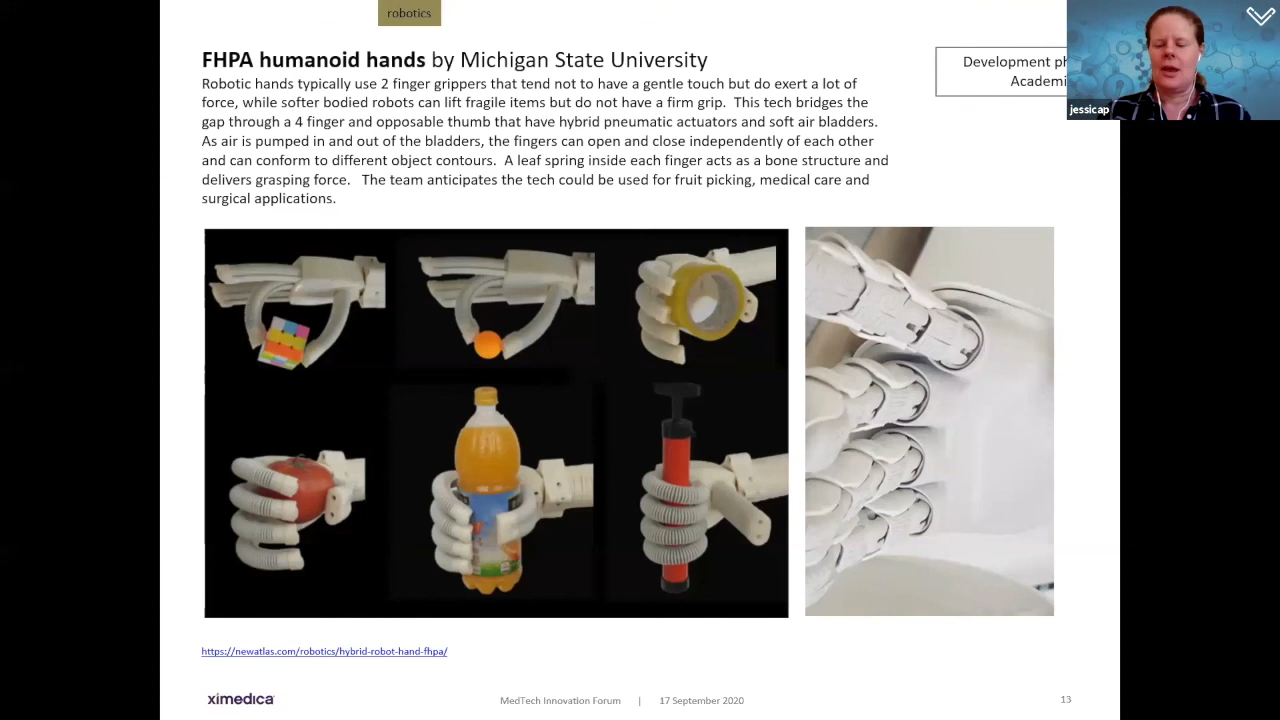 robotics
FHPA humanoid hands by Michigan State University
Robotic hands typically use 2 finger grippers that tend not to have a gentle touch but do exert a lot of
force, while softer bodied robots can lift fragile items but do not have a firm grip.  This tech bridges the
gap through a 4 finger and opposable thumb that have hybrid pneumatic actuators and soft air bladders.
As air is pumped in and out of the bladders, the fingers can open and close independently of each other
and can conform to different object contours.  A leaf spring inside each finger acts as a bone structure and
delivers grasping force.   The team anticipates the tech could be used for fruit picking, medical care and
surgical applications.
Development ph
Academi
jessicap
https://newatlas.com/robotics/hybrid-robot-hand-fhpa/
ximedica
MedTech Innovation Forum | 17 September 2020
13